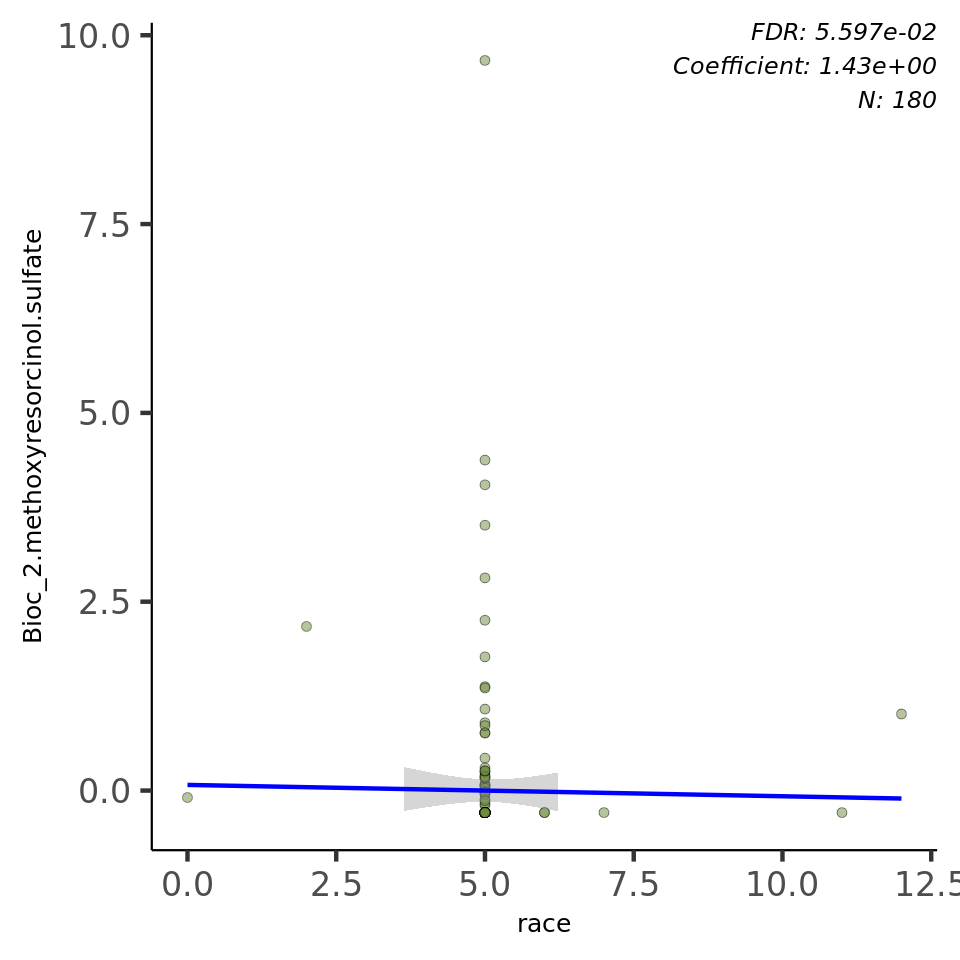 FDR: 5.597e-02
Coefficient: 1.43e+00
N: 180
Bioc_2.methoxyresorcinol.sulfate
10.0
7.5
5.0
2.5
0.0
0.0 2.5 5.0 7.5 10.0 12.5
race